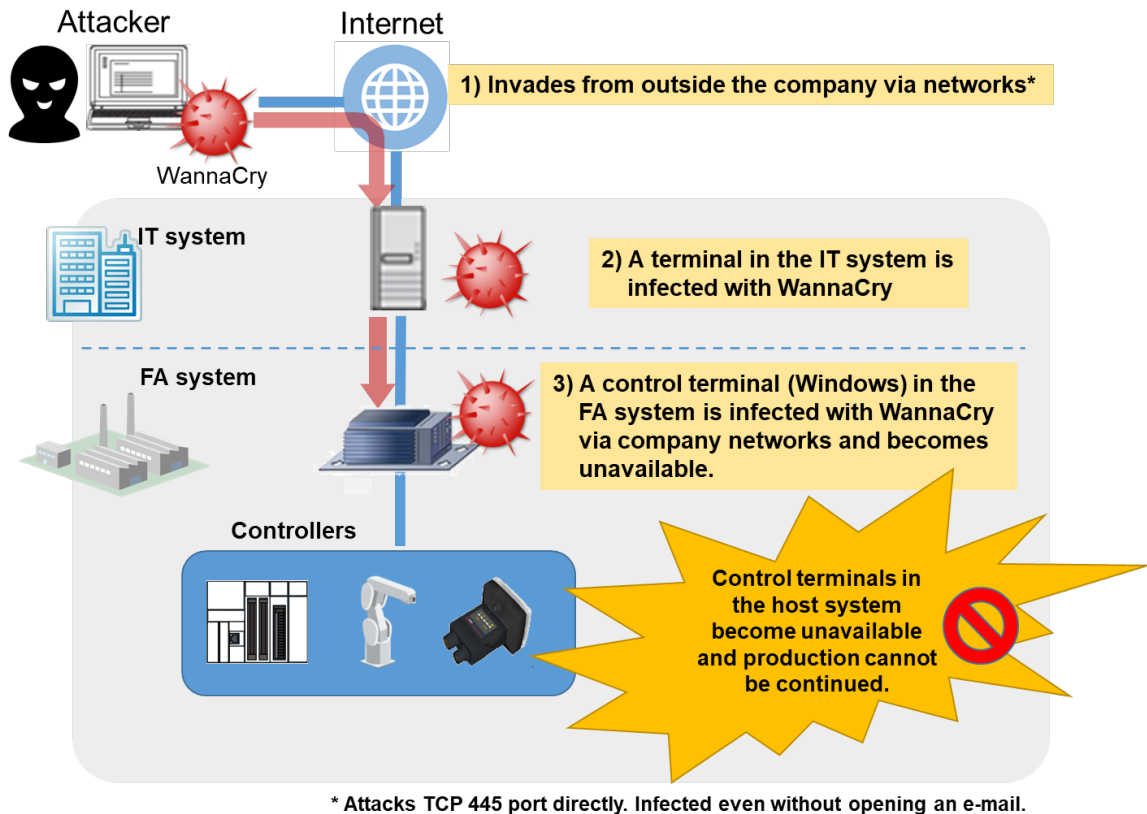 Attacker
Internet
1) Invades from outside the company via networks*
WannaCry
IT system
2) A terminal in the IT system is
infected with WannaCry
FA system
3) A control terminal (Windows) in the
FA system is infected with WannaCry
via company networks and becomes
unavailable.
Controllers
Control terminals in
the host system
become unavailable
and production cannot
be continued.
* Attacks TCP 445 port directly. Infected even without opening an e-mail.